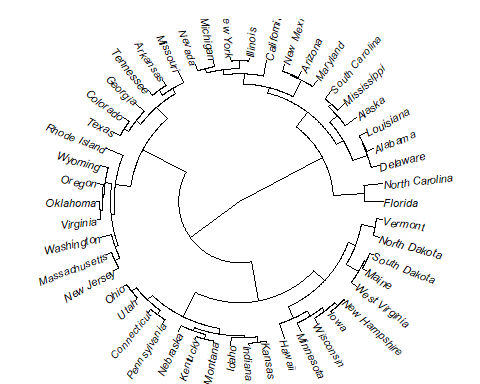 Missouri
Nevada
Michigan
ew York
Illinois
Californi
New Mexi
Arizona
Maryland
South Carolina
Mississippi
Alaska
Louisiana
Alabama
Delaware
North Carolina
Florida
Vermont
North Dakota
South Dakota
Maine
West Virginia
New Hampshire
Iowa
Wisconsin
Minnesota
Hawaii
Kansas
Indiana
Idaho
Montana
Kentucky
Nebraska
Pennsylvania
Connecticut
Utah
Ohio
New Jersey
Massachusetts
Washington
Virginia
Oklahoma
Oregon
Wyoming
Rhode Island
Texas
Colorado
Georgia
Tennessee
Arkansas